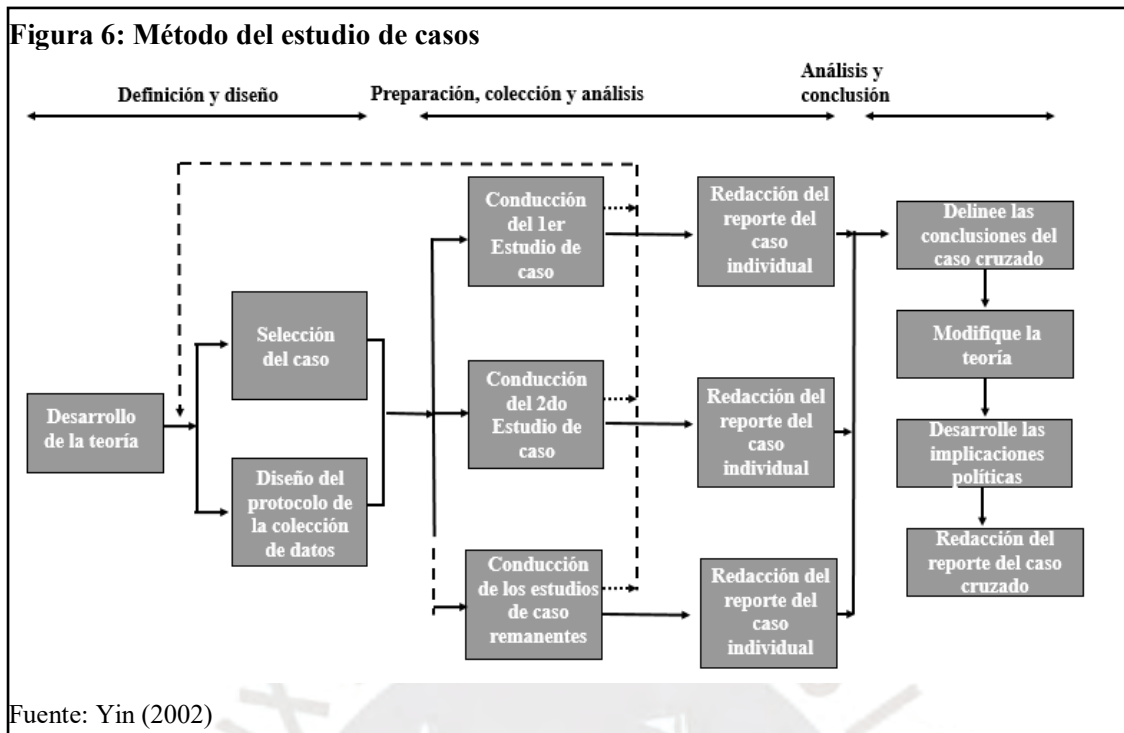 Figura 6: Método del estudio de casos
Definición y diseño
Preparación, colección y análisis
Análisis y
conclusión
Desarrollo
de la teoría
Selección
del caso
Diseño del
protocolo de
la colección
de datos
Conducción
del 1er
Estudio de
caso
Redacción del
reporte del
caso
individual
Conducción
del 2do
Estudio de
caso
Redacción del
reporte del
caso
individual
Conducción
de los estudios
de caso
remanentes
Redacción del
reporte del
caso
individual
Delinee las
conclusiones del
caso cruzado
Modifique la
teoría
Desarrolle las
implicaciones
políticas
Redacción del
reporte del caso
cruzado
Fuente: Yin (2002)